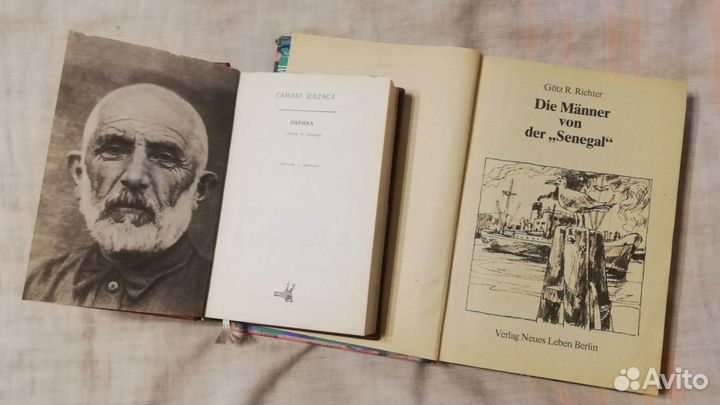 ГАМЗАТ ЦАДАСА
ЛИРИКА
Götz R. Richter
Die Männer
von
der „Senegal“
Verlag Neues Leben Berlin
Avito